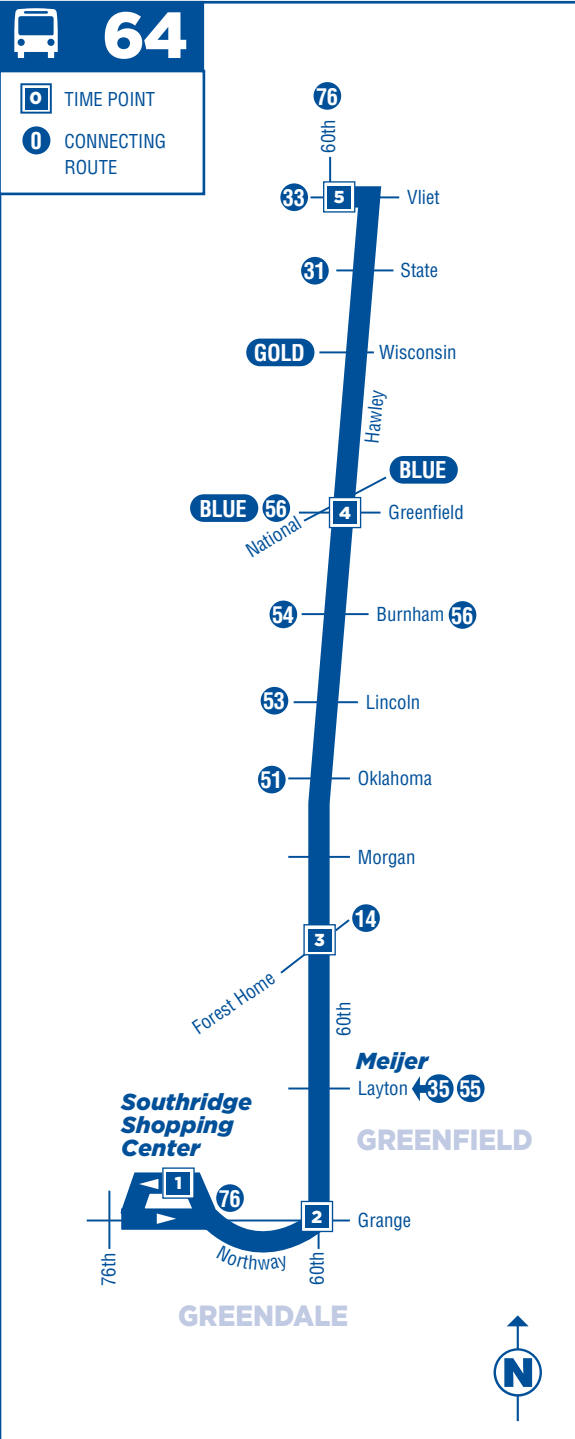 64
0 TIME POINT
0 CONNECTING
ROUTE
76
60th
33
5
Vliet
31
State
GOLD
Wisconsin
Hawley
BLUE
BLUE 56
4
Greenfield
National
54
Burnham 56
53
Lincoln
51
Oklahoma
Morgan
14
3
Forest Home
60th
Meijer
Layton 35 55
Southridge
Shopping
Center
GREENFIELD
1
76
2
Grange
Northway
76th
60th
GREENDALE
N